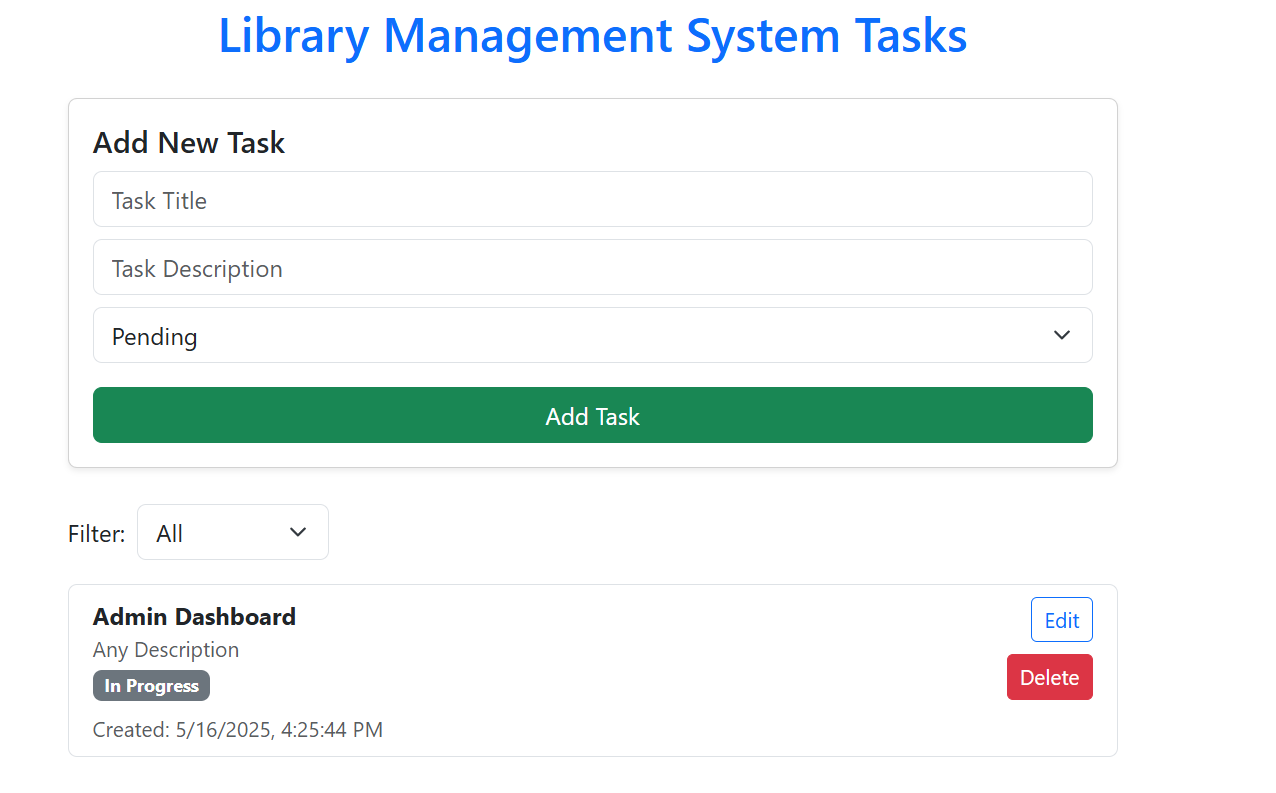 Library Management System Tasks
Add New Task
Task Title
Task Description
Pending
Add Task
Filter: All
Admin Dashboard
Edit
Any Description
In Progress
Delete
Created: 5/16/2025, 4:25:44 PM